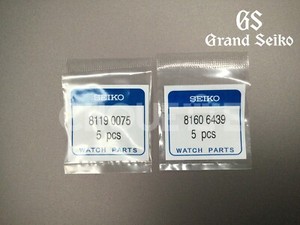 GS
Grand Seiko
SEIKO
8119 0075
5 pcs
WATCH PARTS
SEIKO
8160 6439
5 pcs
WATCH PARTS